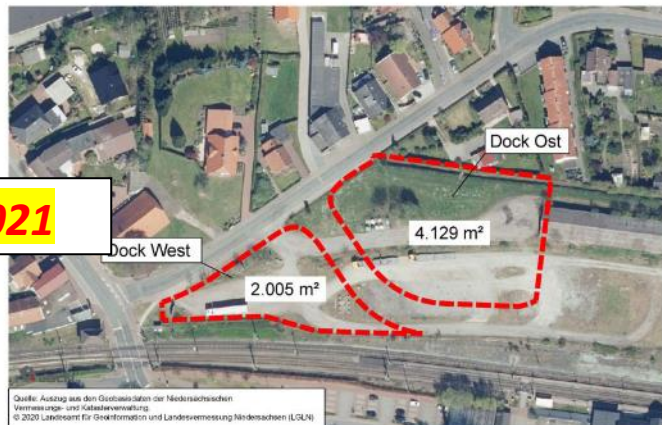 Dock Ost
021
4.129 m²
Dock West
2.005 m²
Quelle: Auszug aus den Geobasisdaten der Niedersächsischen
Vermessungs- und Katasterverwaltung,
© 2020 Landesamt für Geoinformation und Landesvermessung Niedersachsen (LGLN)